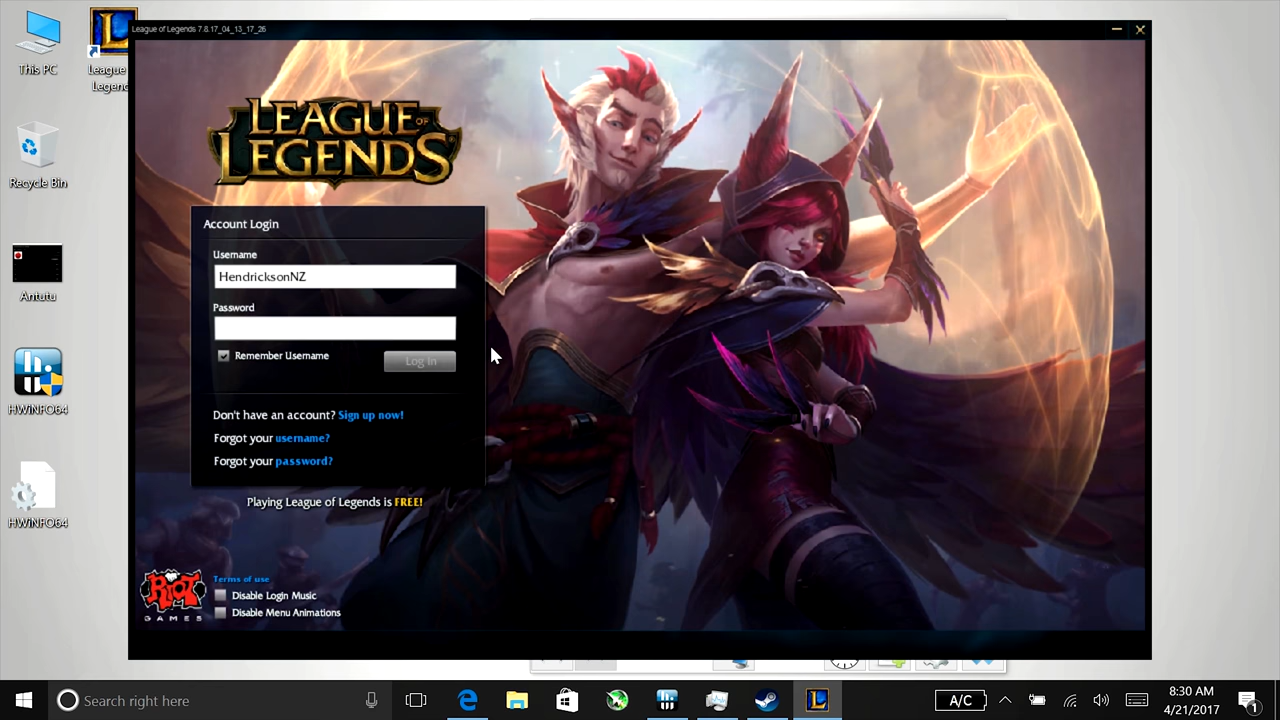 This PC
League of Legends 7.8.17_04_13_17_26
League
Legend
Recycle Bin
LEAGUE
OF
LEGENDS
Account Login
Username
HendricksonNZ
Antutu
Password
Remember Username
Log In
HWiNFO64
Don't have an account? Sign up now!
Forgot your username?
Forgot your password?
Playing League of Legends is FREE!
HWiNFO64
Terms of use
RIOT
GAMES
Disable Login Music
Disable Menu Animations
Search right here
A/C
8:30 AM
4/21/2017
1